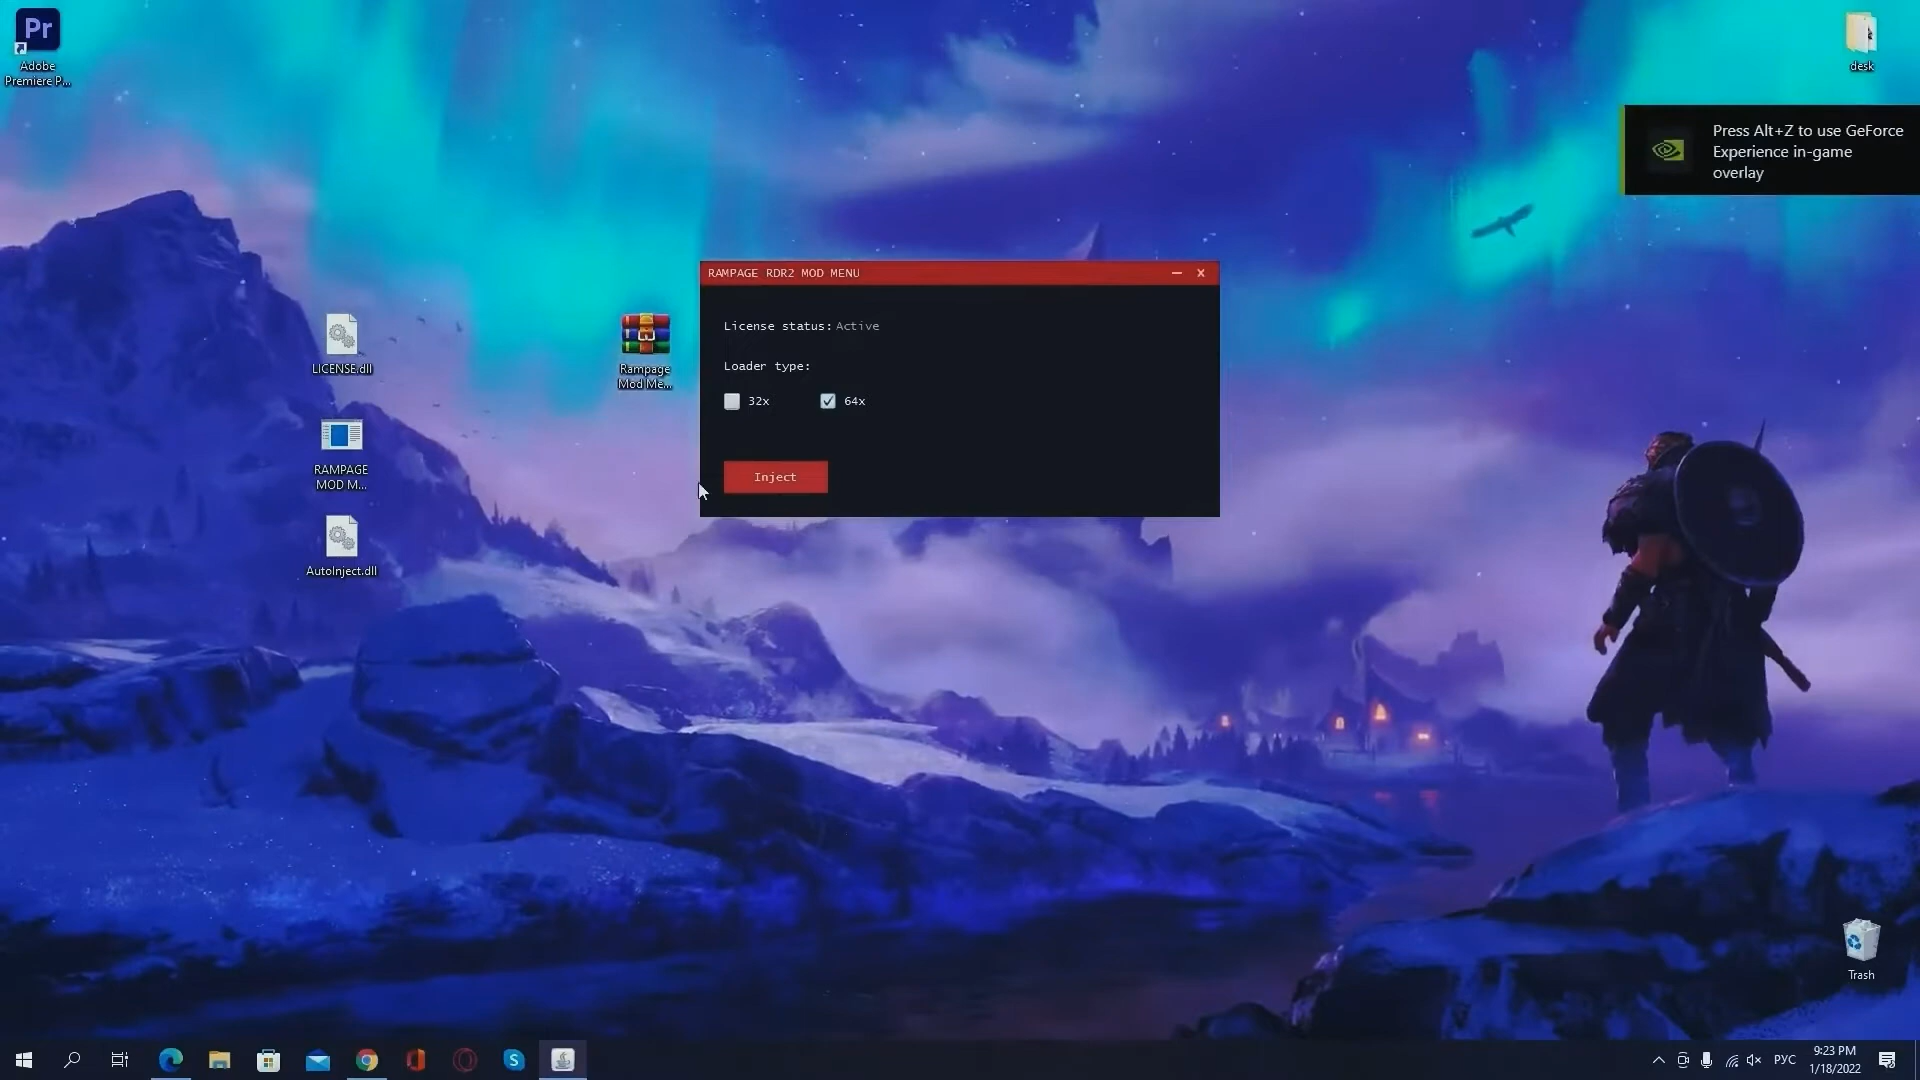 Pr
Adobe
Premiere P...
desk
Press Alt+Z to use GeForce
Experience in-game
overlay
RAMPAGE RDR2 MOD MENU
License status: Active
Loader type:
32x
64x
Inject
LICENSE.dll
Rampage
Mod Me...
RAMPAGE
MOD M...
AutoInject.dll
Trash
S
РУС
9:23 PM
1/18/2022